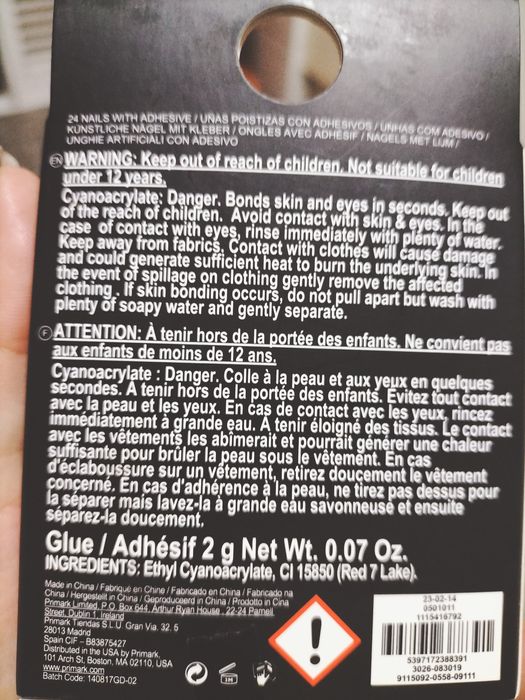 24 NAILS WITH ADHESIVE / UÑAS POISTIZAS CON ADHESIVOS / UNHAS COM ADESIVO /
KÜNSTLICHE NÄGEL MIT KLEBER / ONGLES AVEC ADHÉSIF / NAGELS MET LIJM /
UNGHIE ARTIFICIALI CON ADESIVO
EN WARNING: Keep out of reach of children. Not suitable for children
under 12 years.
Cyanoacrylate: Danger. Bonds skin and eyes in seconds. Keep out
of the reach of children. Avoid contact with skin & eyes. In the
case of contact with eyes, rinse immediately with plenty of water.
Keep away from fabrics. Contact with clothes will cause damage
and could generate sufficient heat to burn the underlying skin. In
the event of spillage on clothing gently remove the affected
clothing . If skin bonding occurs, do not pull apart but wash with
plenty of soapy water and gently separate.
F ATTENTION: À tenir hors de la portée des enfants. Ne convient pas
aux enfants de moins de 12 ans.
Cyanoacrylate : Danger. Colle à la peau et aux yeux en quelques
secondes. À tenir hors de la portée des enfants. Évitez tout contact
avec la peau et les yeux. En cas de contact avec les yeux, rincez
immédiatement à grande eau. À tenir éloigné des tissus. Le contact
avec les vêtements les abîmerait et pourrait générer une chaleur
suffisante pour brûler la peau sous le vêtement. En cas
d'éclaboussure sur un vêtement, retirez doucement le vêtement
concerné. En cas d'adhérence à la peau, ne tirez pas dessus pour
la séparer mais lavez-la à grande eau savonneuse et ensuite
séparez-la doucement.
Glue / Adhésif 2 g Net Wt. 0.07 Oz.
INGREDIENTS: Ethyl Cyanoacrylate, CI 15850 (Red 7 Lake).
Made in China / Fabriqué en Chine / Fabricado en China / Fabricado na
China / Hergestellt in China / Geproduceerd in China / Prodotto in Cina
Primark Limited, P.O. Box 644, Arthur Ryan House , 22-24 Parnell
Street, Dublin 1, Ireland
Primark Tiendas S.L.U. Gran Via. 32. 5
28013 Madrid
Spain CIF – B83875427
Distributed in the USA by Primark.
101 Arch St, Boston, MA 02110, USA
www.primark.com
Batch Code: 140817GD-02
23-02-14
0501011
1115416792
5397172388391
3026-083019
9115092-0558-09111